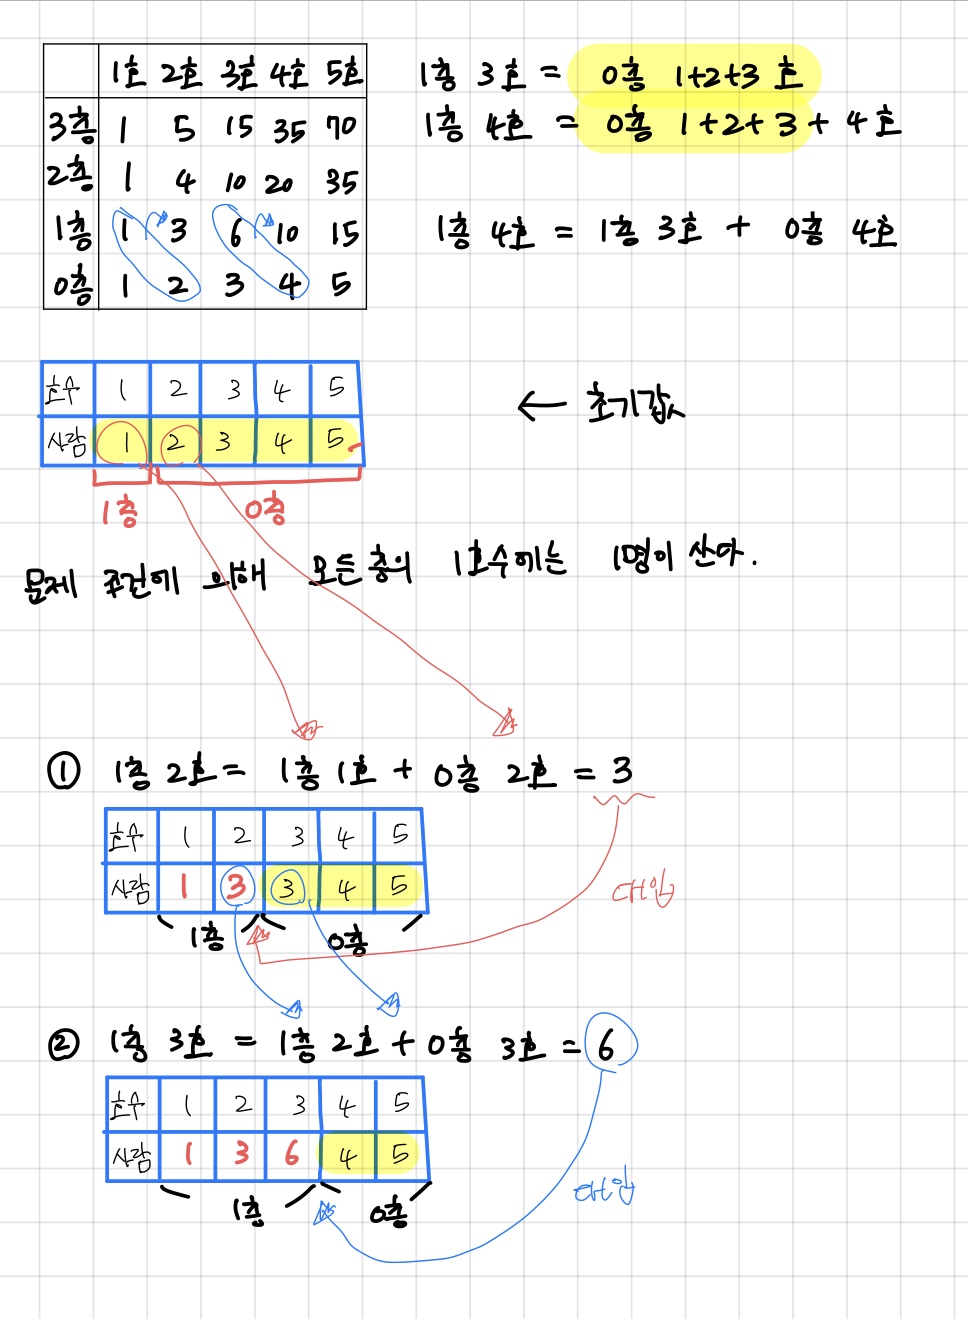 1호 2호 3호 4호 5호
3층 1 5 15 35 70
2층 1 4 10 20 35
1층 1 3 6 10 15
0층 1 2 3 4 5
1층 3호 = 0층 1+2+3 호
1층 4호 = 0층 1+2+3+4호
1층 4호 = 1층 3호 + 0층 4호
호수 1 2 3 4 5
사람 1 2 3 4 5
← 초기값
1층 0층
문제 조건에 의해 모든 층의 1호수에는 1명이 산다.
① 1층 2호 = 1층 1호 + 0층 2호 = 3
호수 1 2 3 4 5
사람 1 3 3 4 5
대입
1층 0층
② 1층 3호 = 1층 2호 + 0층 3호 = 6
호수 1 2 3 4 5
사람 1 3 6 4 5
대입
1층 0층